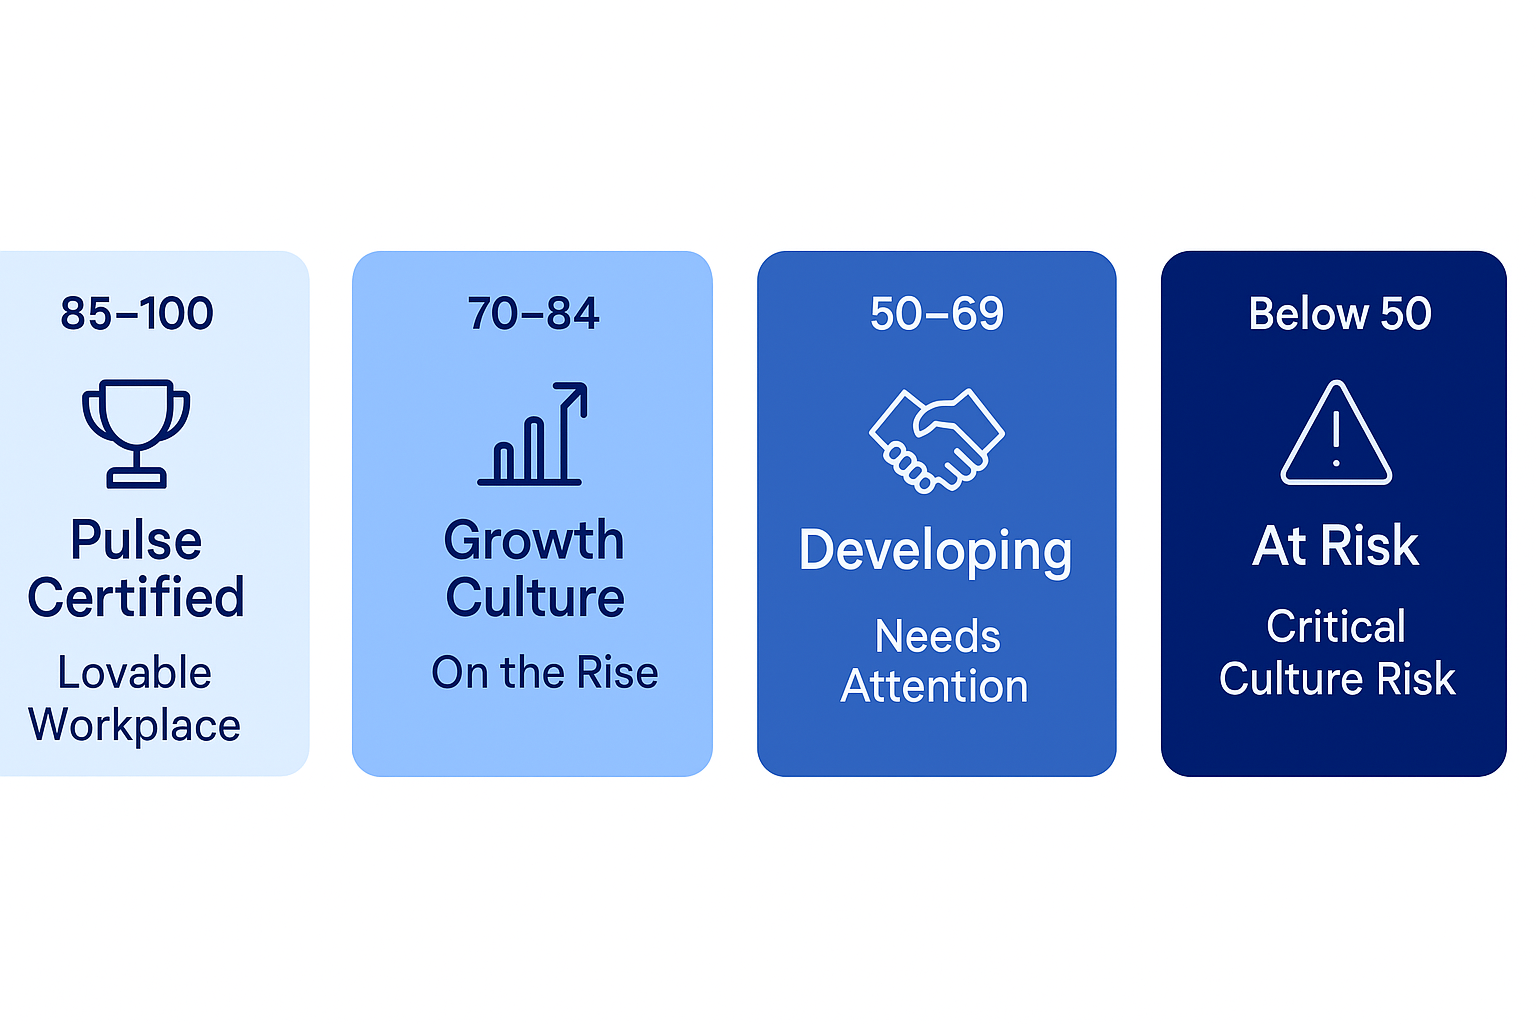 85–100
Pulse
Certified
Lovable
Workplace
70–84
Growth
Culture
On the Rise
50–69
Developing
Needs
Attention
Below 50
At Risk
Critical
Culture Risk